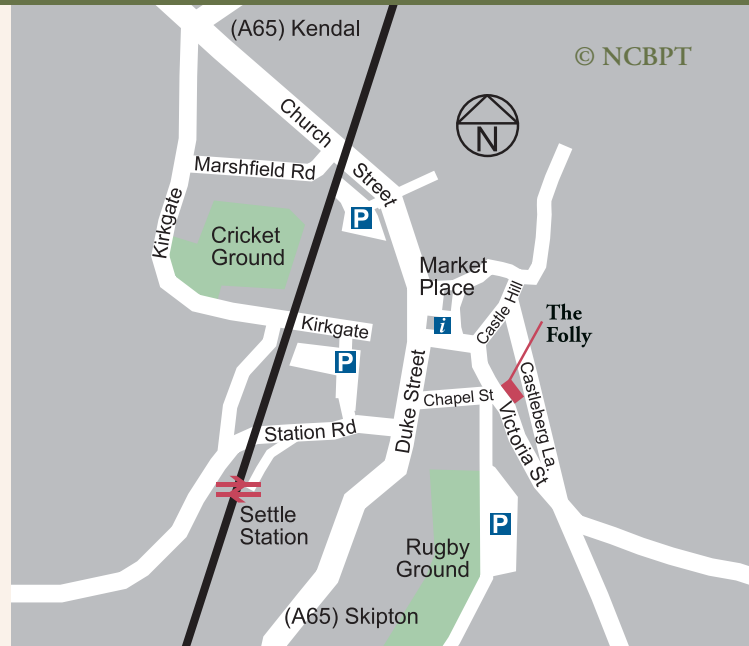 (A65) Kendal
© NCBPT
Church
Street
N
Marshfield Rd
P
Kirkgate
Cricket
Ground
Market
Place
Castle Hill
i
The
Folly
Kirkgate
P
Duke Street
Castleberg La.
Chapel St
Victoria St
Station Rd
Settle
Station
P
Rugby
Ground
(A65) Skipton